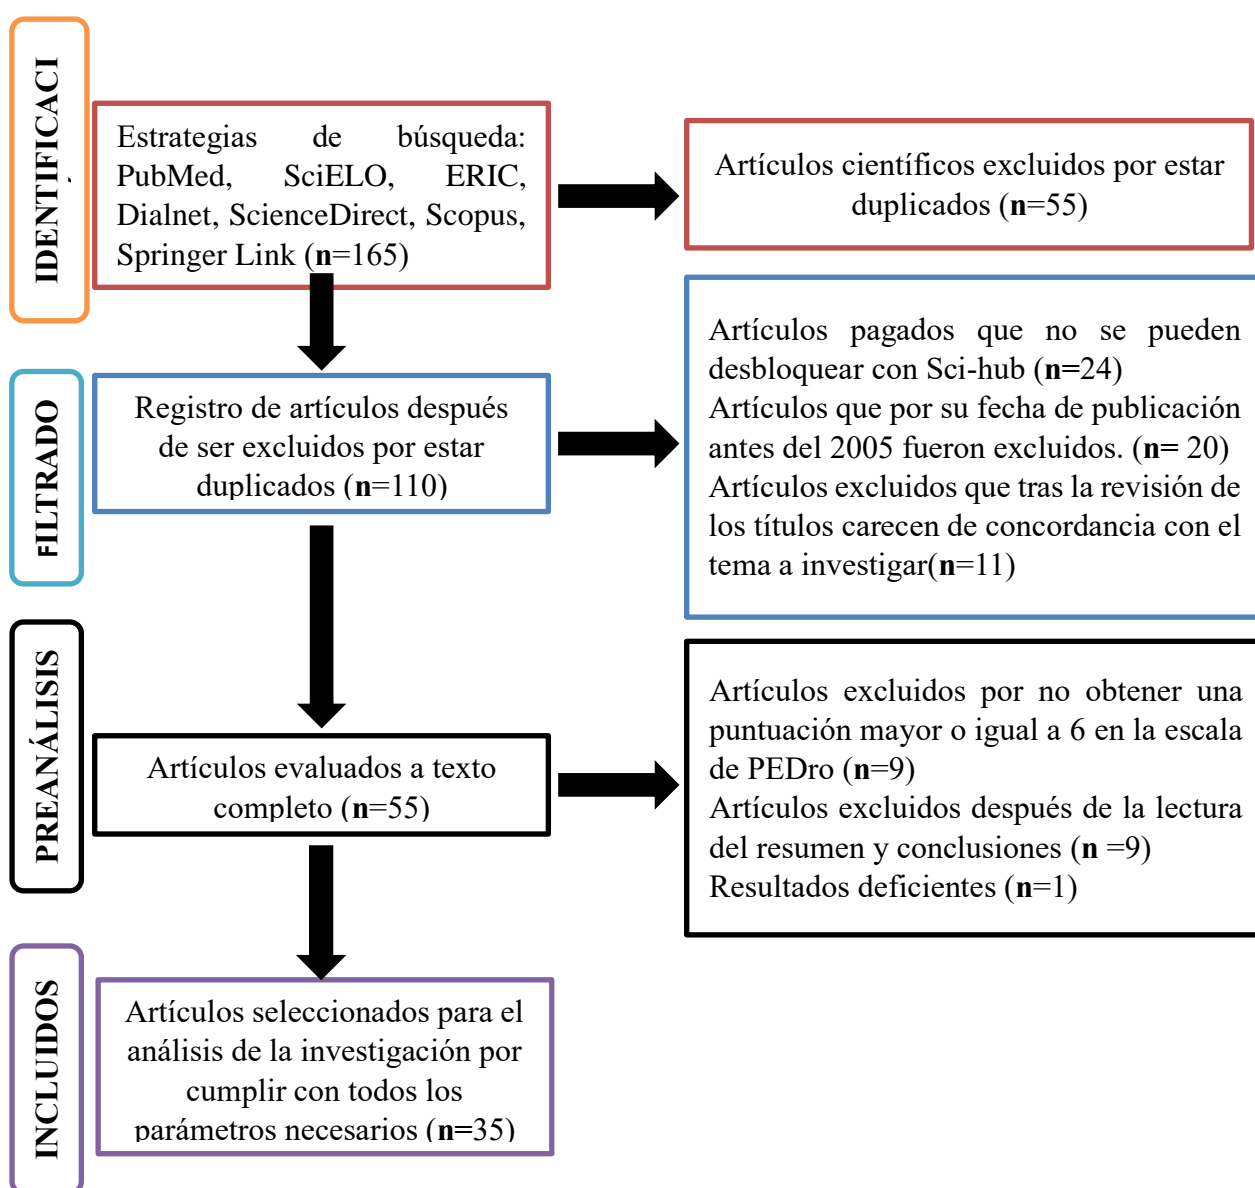 IDENTIFICACI
Estrategias de búsqueda:
PubMed, SciELO, ERIC,
Dialnet, ScienceDirect, Scopus,
Springer Link (n=165)
Artículos científicos excluidos por estar
duplicados (n=55)
FILTRADO
Registro de artículos después
de ser excluidos por estar
duplicados (n=110)
Artículos pagados que no se pueden
desbloquear con Sci-hub (n=24)
Artículos que por su fecha de publicación
antes del 2005 fueron excluidos. (n= 20)
Artículos excluidos que tras la revisión de
los títulos carecen de concordancia con el
tema a investigar(n=11)
PREANÁLISIS
Artículos evaluados a texto
completo (n=55)
Artículos excluidos por no obtener una
puntuación mayor o igual a 6 en la escala
de PEDro (n=9)
Artículos excluidos después de la lectura
del resumen y conclusiones (n =9)
Resultados deficientes (n=1)
INCLUIDOS
Artículos seleccionados para el
análisis de la investigación por
cumplir con todos los
parámetros necesarios (n=35)